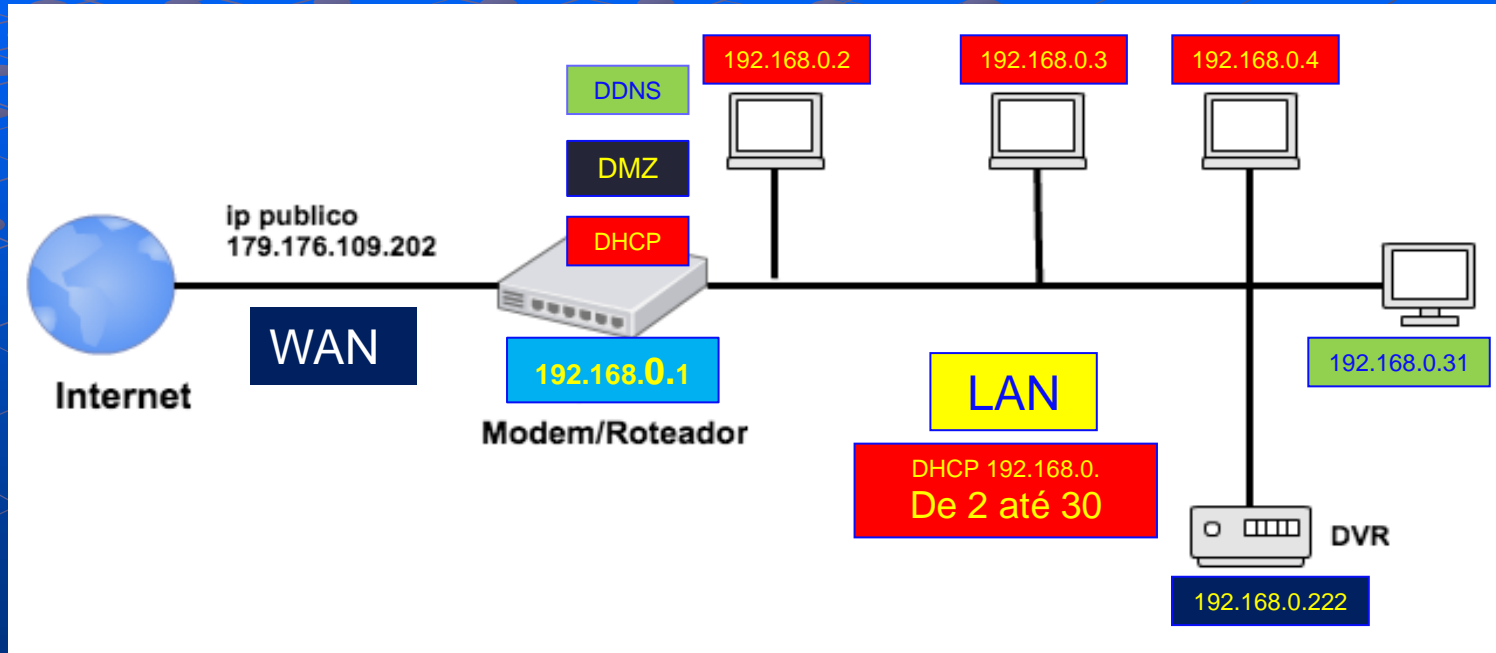 192.168.0.2
192.168.0.3
192.168.0.4
DDNS
DMZ
DHCP
ip publico
179.176.109.202
WAN
Internet
192.168.0.1
Modem/Roteador
LAN
DHCP 192.168.0.
De 2 até 30
192.168.0.31
DVR
192.168.0.222